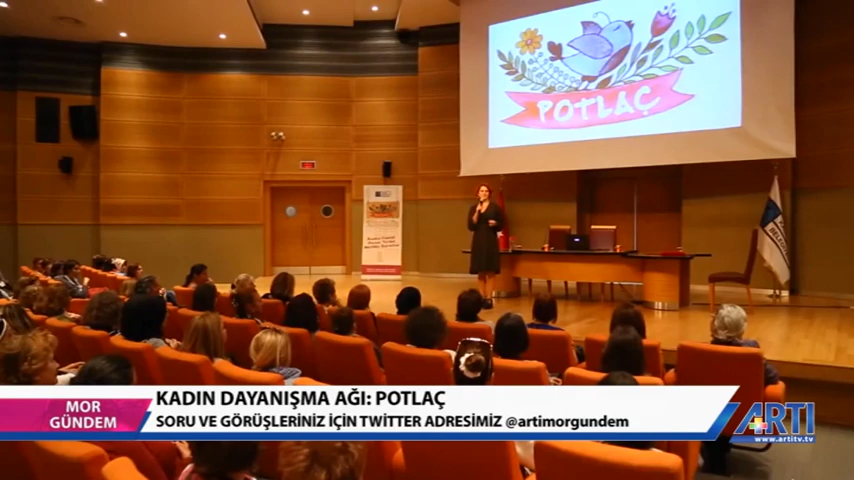 POTLAÇ
MOR
GÜNDEM
KADIN DAYANIŞMA AĞI: POTLAÇ
SORU VE GÖRÜŞLERİNİZ İÇİN TWITTER ADRESİMİZ @artimorgundem
ARTI
www.artitv.tv